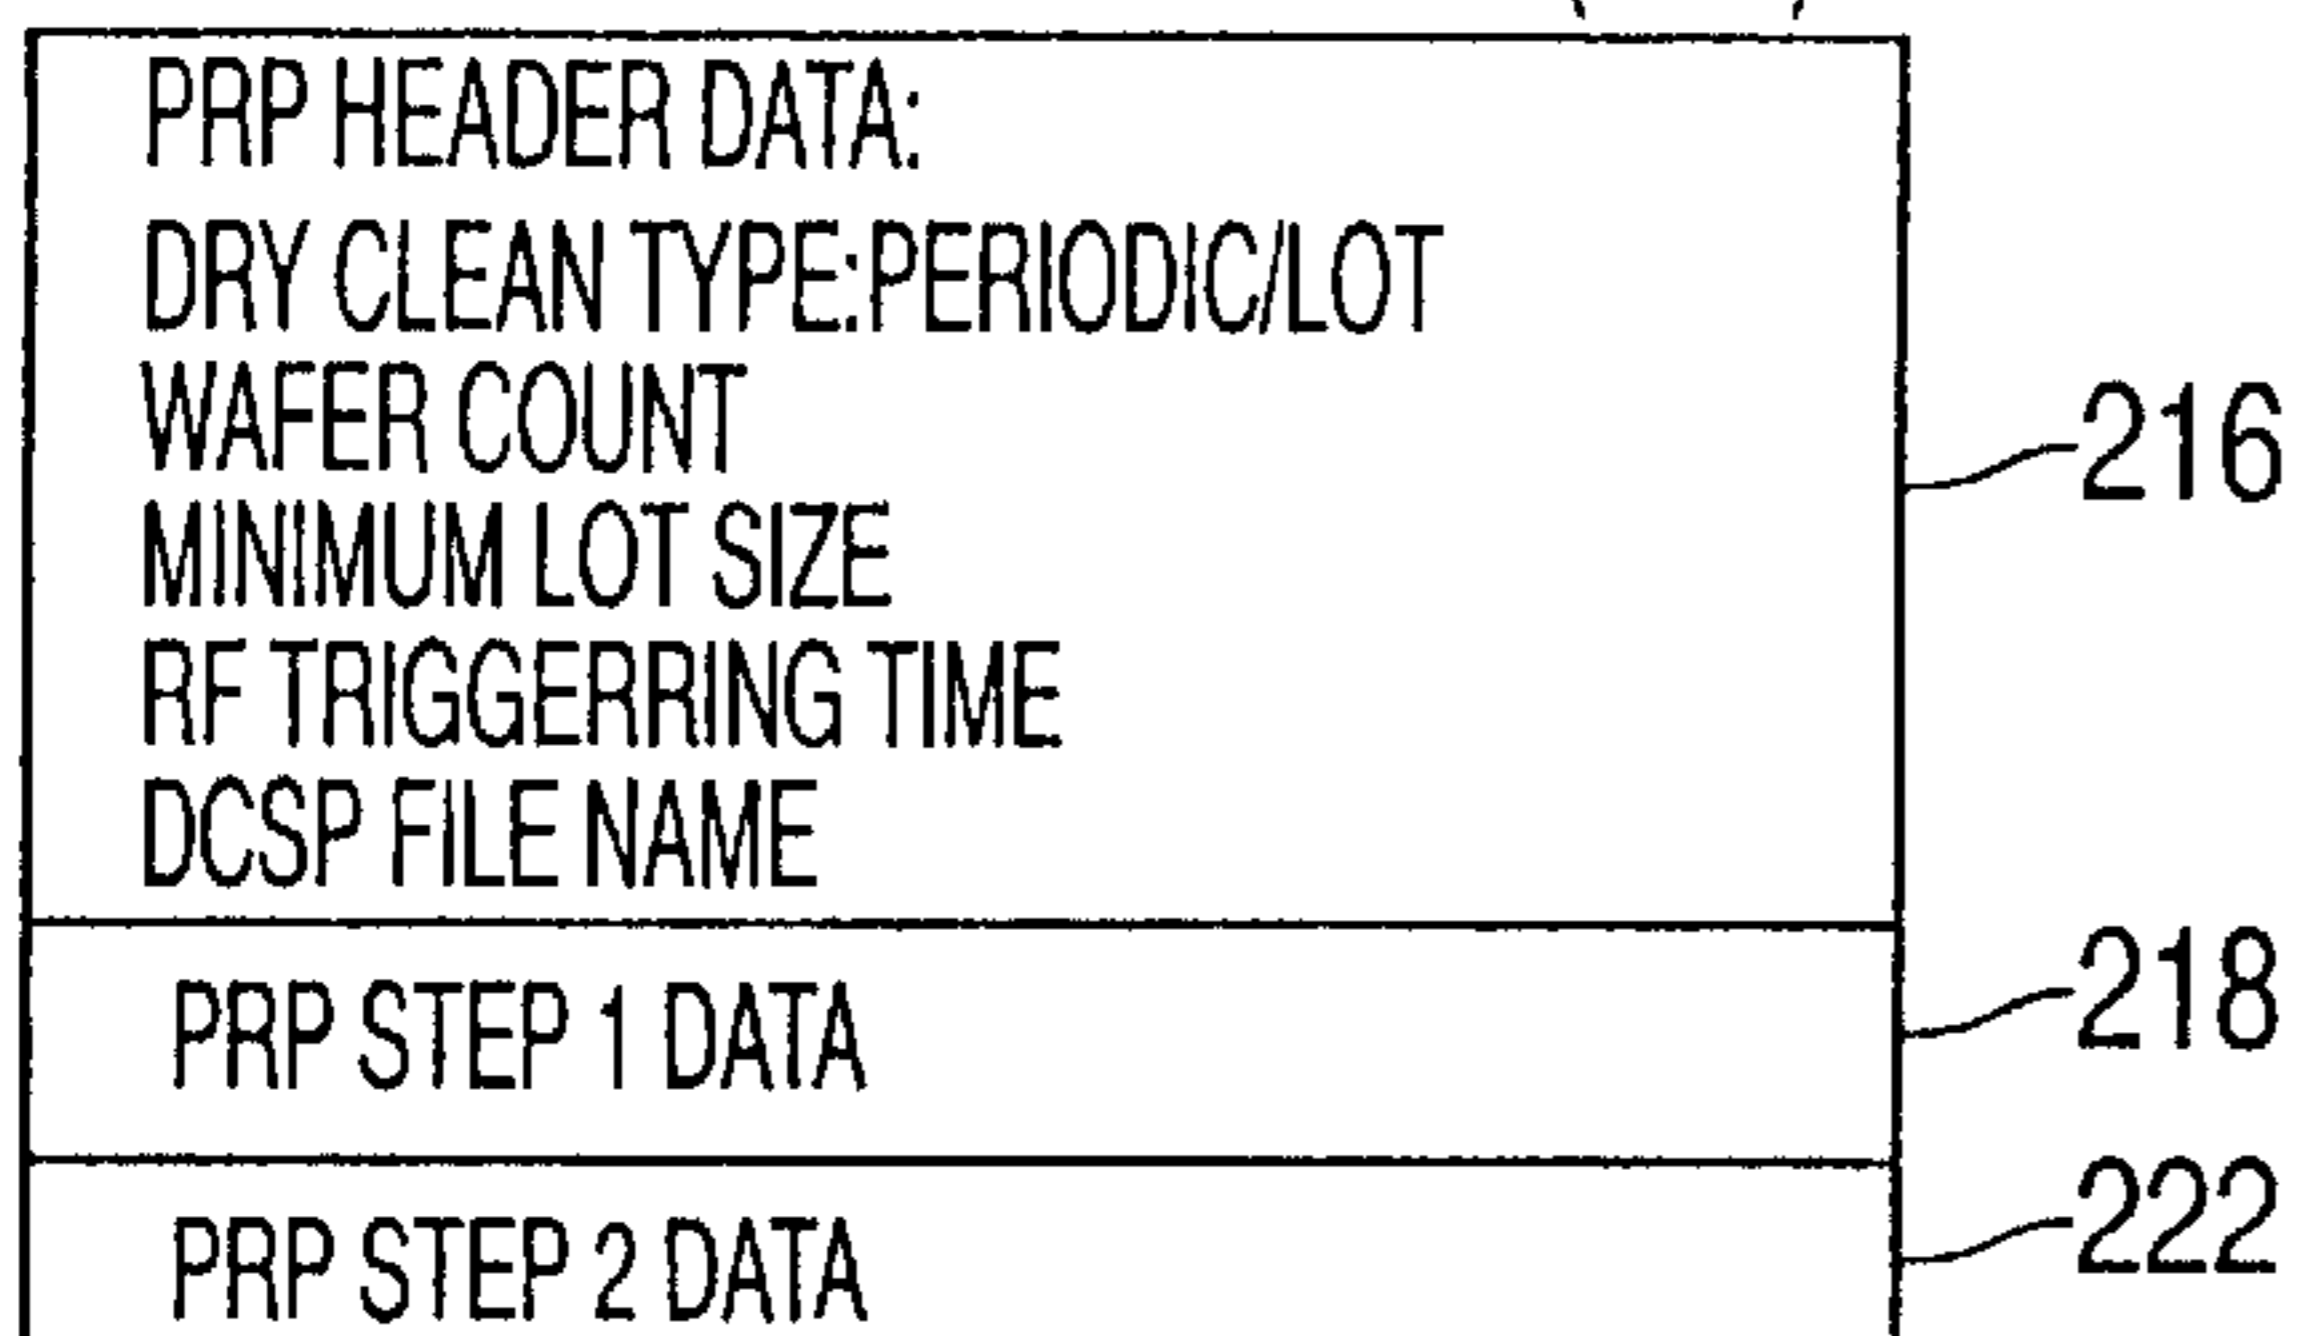 PRP HEADER DATA:
DRY CLEAN TYPE:PERIODIC/LOT
WAFER COUNT
MINIMUM LOT SIZE
RF TRIGGERRING TIME
DCSP FILE NAME
216
PRP STEP 1 DATA
218
PRP STEP 2 DATA
222